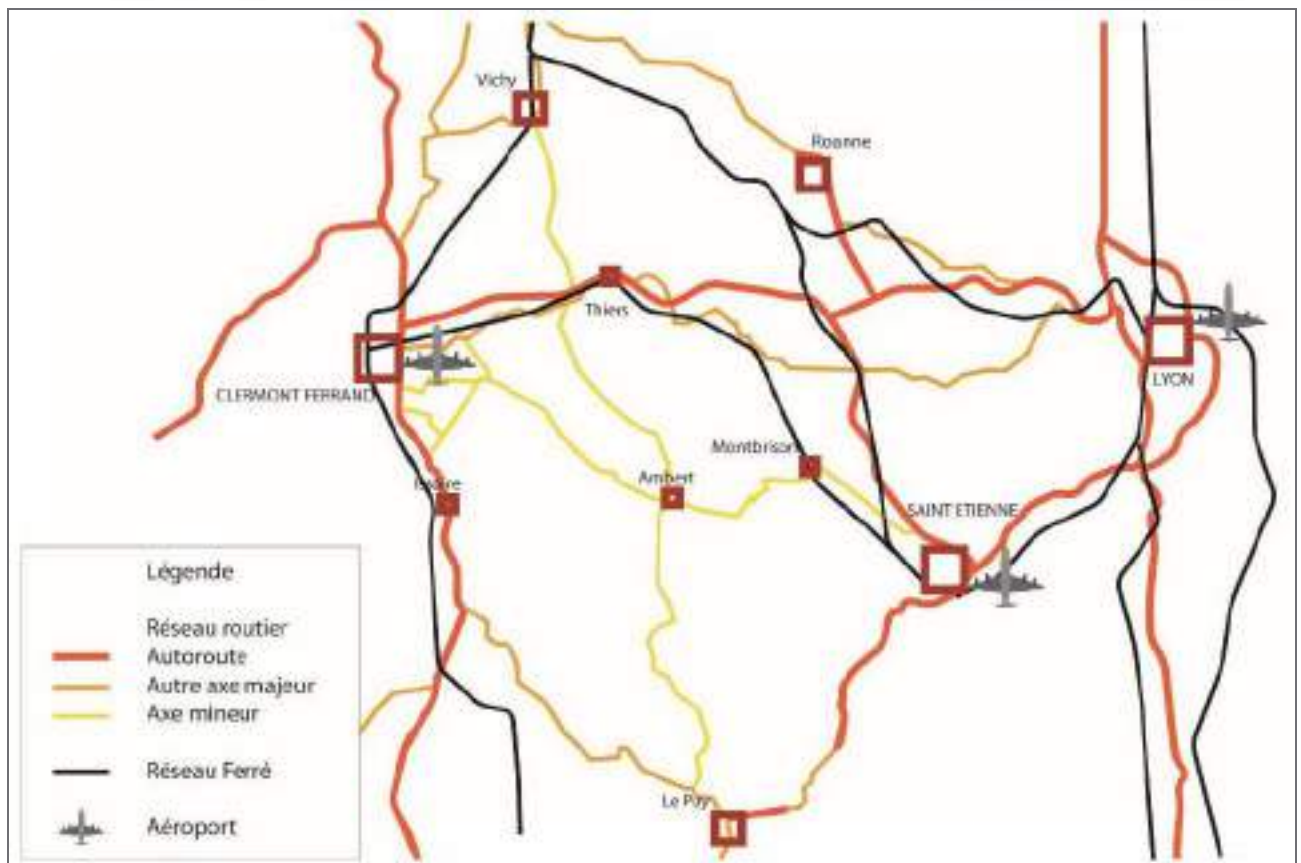 Vichy
Roanne
Thiers
CLERMONT FERRAND
LYON
Montbrison
Ambert
SAINT ETIENNE
Le Puy
Légende
Réseau routier
Autoroute
Autre axe majeur
Axe mineur
Réseau Ferré
Aéroport